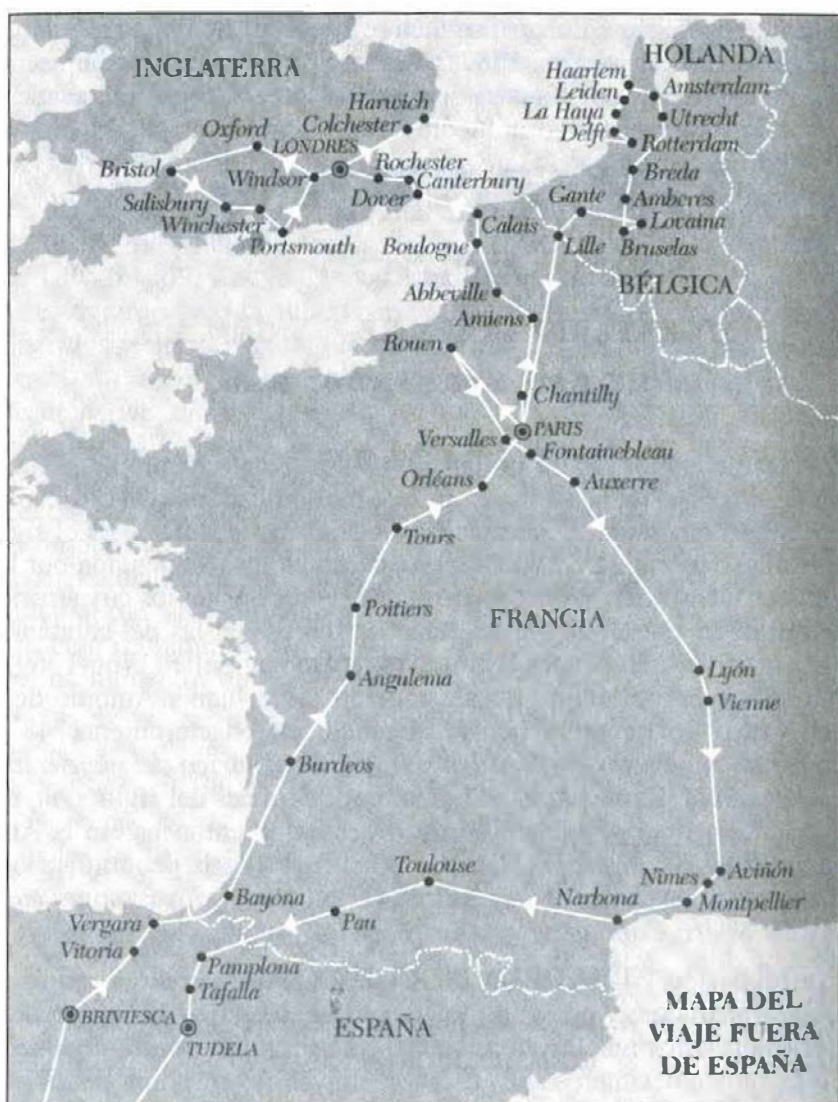 INGLATERRA
HOLANDA
Haarlem
Amsterdam
Leiden
Harwich
La Haya
Utrecht
Colchester
Oxford
Delft
LONDRES
Rotterdam
Bristol
Rochester
Breda
Windsor
Canterbury
Dover
Gante
Amberes
Salisbury
Lovaina
Winchester
Calais
Portsmouth
Boulogne
Lille
Bruselas
BÉLGICA
Abbeville
Amiens
Rouen
Chantilly
PARIS
Versalles
Fontainebleau
Orléans
Auxerre
Tours
Poitiers
FRANCIA
Angulema
Lyón
Vienne
Burdeos
Toulouse
Aviñón
Nîmes
Bayona
Narbona
Montpellier
Vergara
Pau
Vitoria
Pamplona
Tafalla
BRIVIESCA
ESPAÑA
TUDELA
MAPA DEL
VIAJE FUERA
DE ESPAÑA